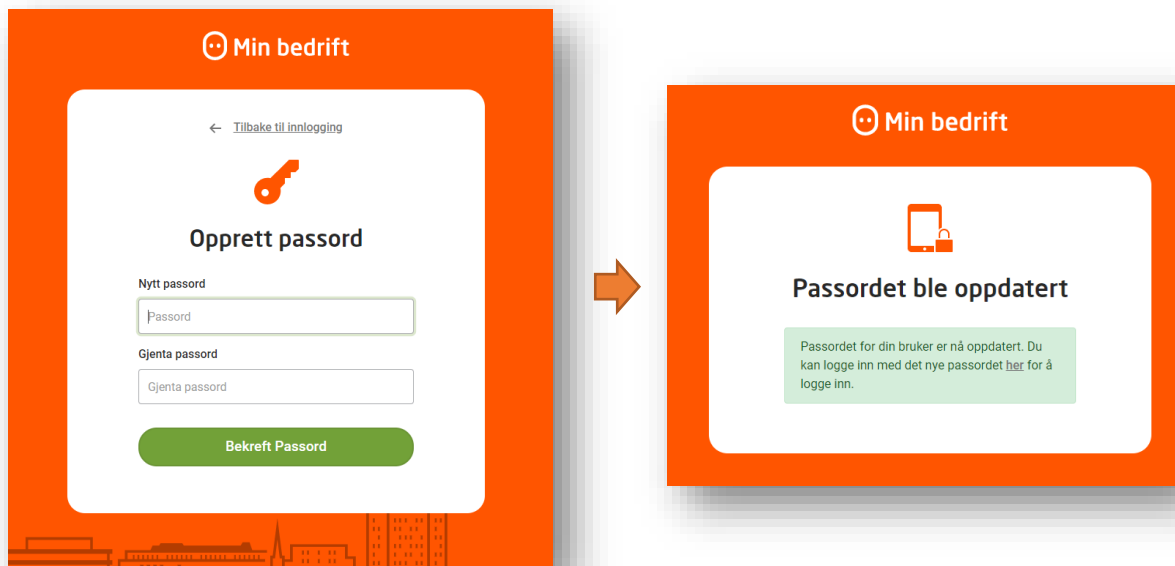 Min bedrift
← Tilbake til innlogging
Opprett passord
Nytt passord
Passord
Gjenta passord
Gjenta passord
Bekreft Passord
Min bedrift
Passordet ble oppdatert
Passordet for din bruker er nå oppdatert. Du
kan logge inn med det nye passordet her for å
logge inn.